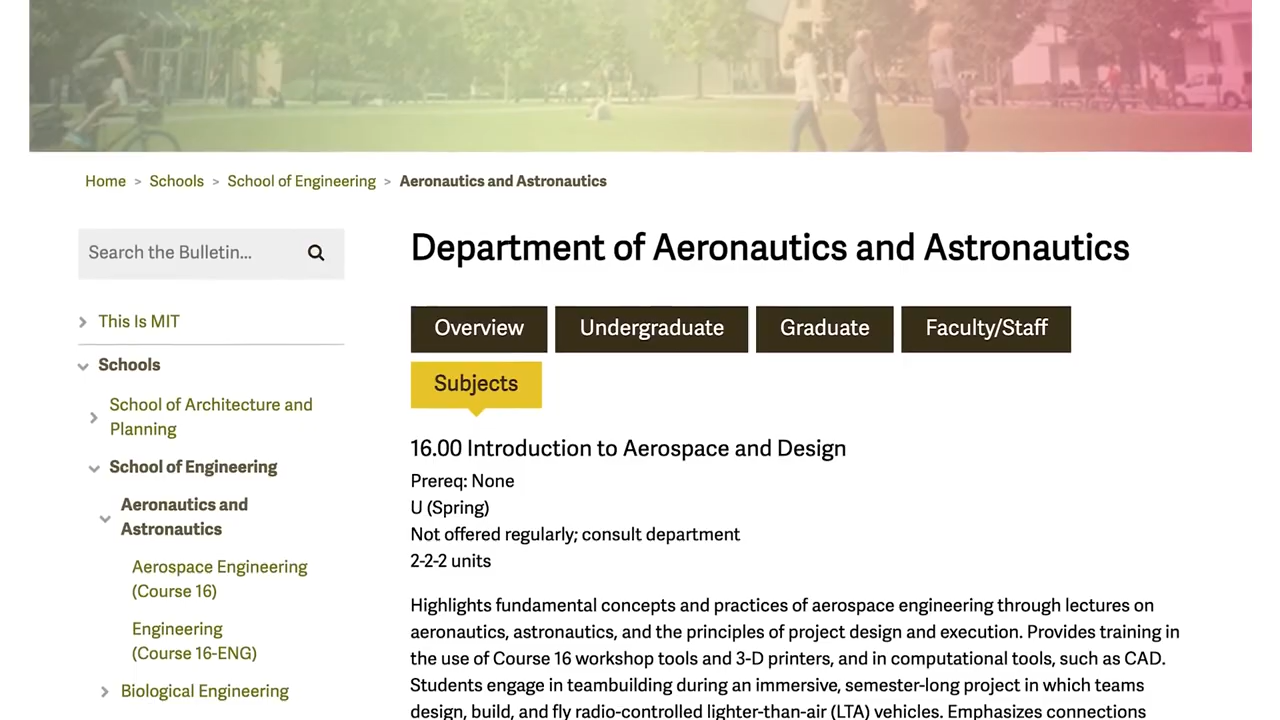 Home > Schools > School of Engineering > Aeronautics and Astronautics
Search the Bulletin...
This Is MIT
Schools
School of Architecture and
Planning
School of Engineering
Aeronautics and
Astronautics
Aerospace Engineering
(Course 16)
Engineering
(Course 16-ENG)
Biological Engineering
Department of Aeronautics and Astronautics
Overview
Undergraduate
Graduate
Faculty/Staff
Subjects
16.00 Introduction to Aerospace and Design
Prereq: None
U (Spring)
Not offered regularly; consult department
2-2-2 units
Highlights fundamental concepts and practices of aerospace engineering through lectures on
aeronautics, astronautics, and the principles of project design and execution. Provides training in
the use of Course 16 workshop tools and 3-D printers, and in computational tools, such as CAD.
Students engage in teambuilding during an immersive, semester-long project in which teams
design, build, and fly radio-controlled lighter-than-air (LTA) vehicles. Emphasizes connections